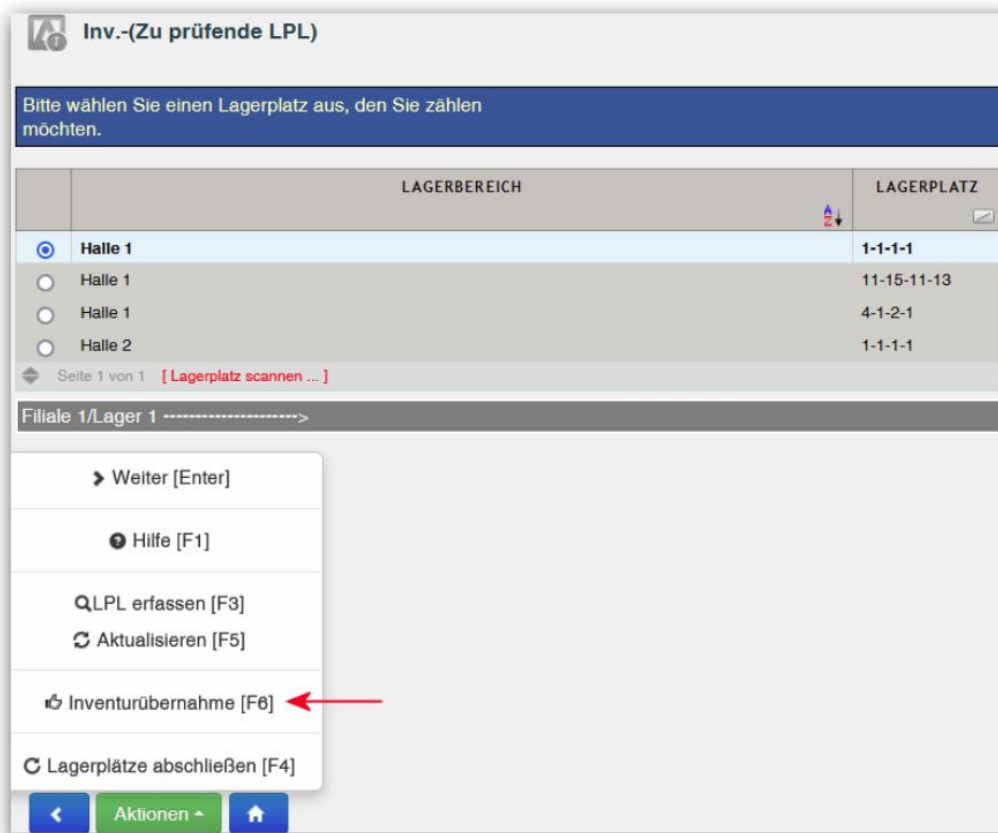 Inv.-(Zu prüfende LPL)
Bitte wählen Sie einen Lagerplatz aus, den Sie zählen
möchten.
LAGERBEREICH LAGERPLATZ
Halle 1 1-1-1-1
Halle 1 11-15-11-13
Halle 1 4-1-2-1
Halle 2 1-1-1-1
Seite 1 von 1 [ Lagerplatz scannen ... ]
Filiale 1/Lager 1 --------------------->
Weiter [Enter]
Hilfe [F1]
LPL erfassen [F3]
Aktualisieren [F5]
Inventurübernahme [F6]
Lagerplätze abschließen [F4]
Aktionen